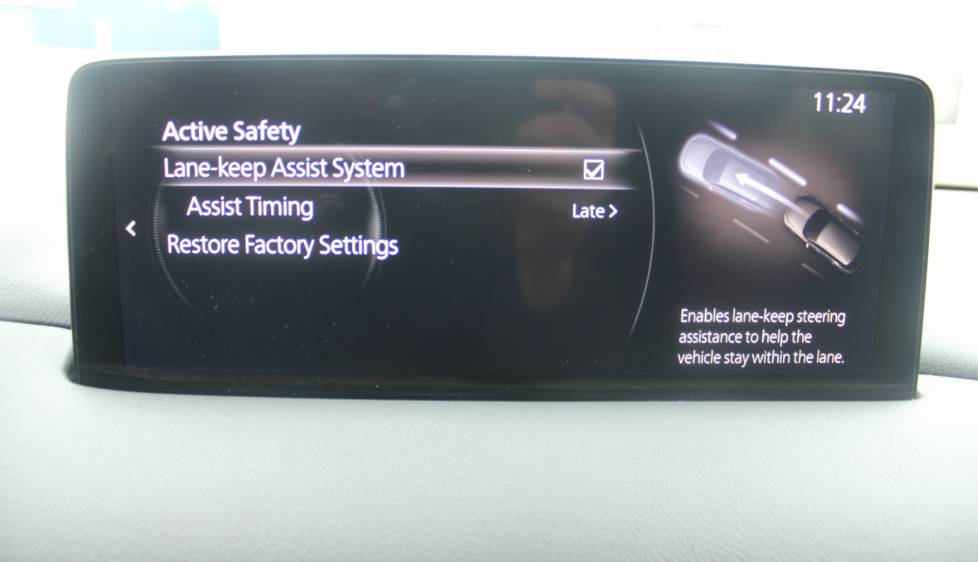 11:24
Active Safety
Lane-keep Assist System
Assist Timing Late >
Restore Factory Settings
<
Enables lane-keep steering
assistance to help the
vehicle stay within the lane.